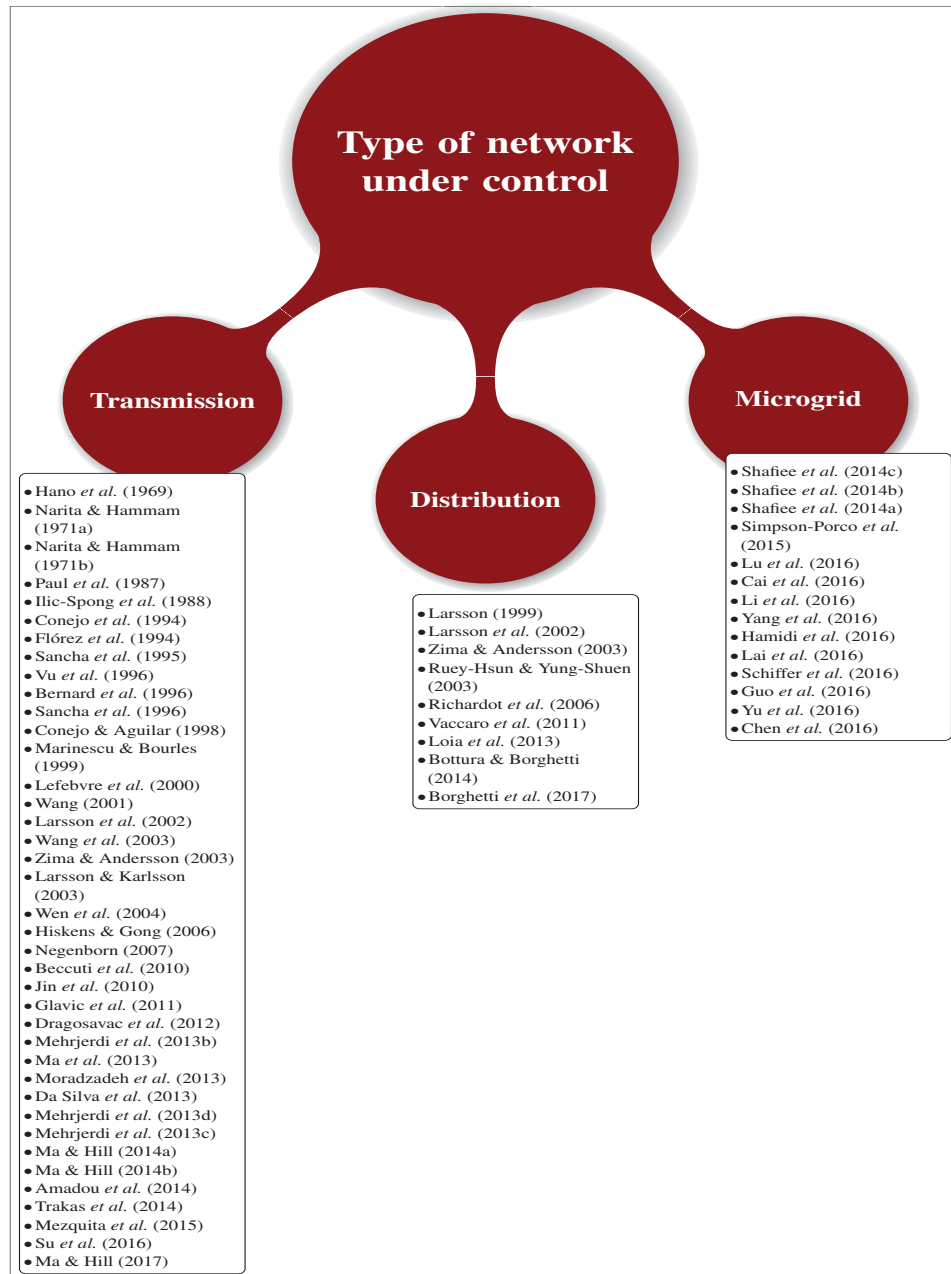 Type of network
under control
Transmission
Distribution
Microgrid
• Hano et al. (1969)
• Narita & Hammam
(1971a)
• Narita & Hammam
(1971b)
• Paul et al. (1987)
• Ilic-Spong et al. (1988)
• Conejo et al. (1994)
• Flórez et al. (1994)
• Sancha et al. (1995)
• Vu et al. (1996)
• Bernard et al. (1996)
• Sancha et al. (1996)
• Conejo & Aguilar (1998)
• Marinescu & Bourles
(1999)
• Lefebvre et al. (2000)
• Wang (2001)
• Larsson et al. (2002)
• Wang et al. (2003)
• Zima & Andersson (2003)
• Larsson & Karlsson
(2003)
• Wen et al. (2004)
• Hiskens & Gong (2006)
• Negenborn (2007)
• Beccuti et al. (2010)
• Jin et al. (2010)
• Glavic et al. (2011)
• Dragosavac et al. (2012)
• Mehrjerdi et al. (2013b)
• Ma et al. (2013)
• Moradzadeh et al. (2013)
• Da Silva et al. (2013)
• Mehrjerdi et al. (2013d)
• Mehrjerdi et al. (2013c)
• Ma & Hill (2014a)
• Ma & Hill (2014b)
• Amadou et al. (2014)
• Trakas et al. (2014)
• Mezquita et al. (2015)
• Su et al. (2016)
• Ma & Hill (2017)
• Larsson (1999)
• Larsson et al. (2002)
• Zima & Andersson (2003)
• Ruey-Hsun & Yung-Shuen
(2003)
• Richardot et al. (2006)
• Vaccaro et al. (2011)
• Loia et al. (2013)
• Bottura & Borghetti
(2014)
• Borghetti et al. (2017)
• Shafiee et al. (2014c)
• Shafiee et al. (2014b)
• Shafiee et al. (2014a)
• Simpson-Porco et al.
(2015)
• Lu et al. (2016)
• Cai et al. (2016)
• Li et al. (2016)
• Yang et al. (2016)
• Hamidi et al. (2016)
• Lai et al. (2016)
• Schiffer et al. (2016)
• Guo et al. (2016)
• Yu et al. (2016)
• Chen et al. (2016)